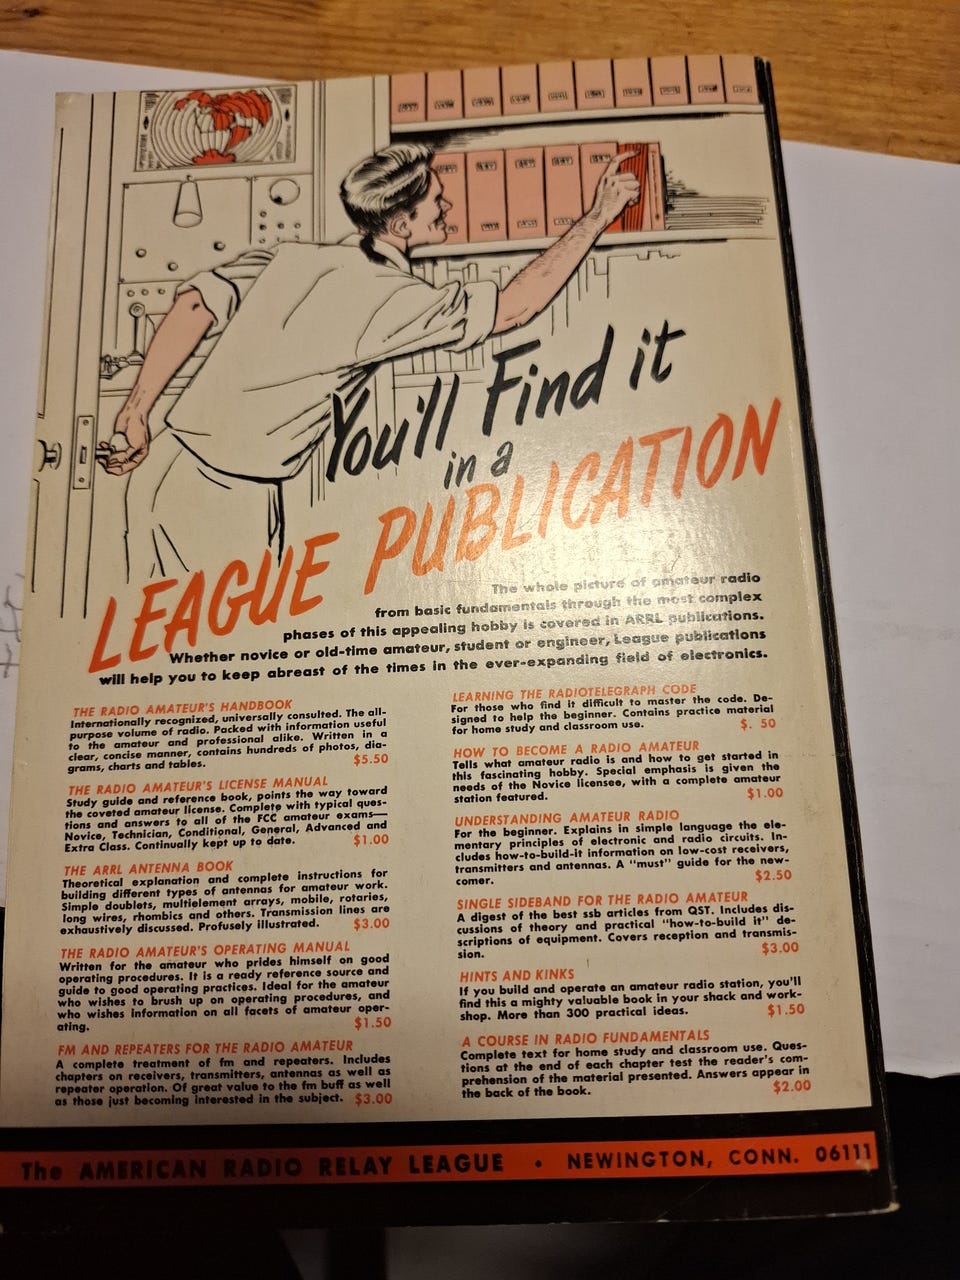 You'll Find it
in a
LEAGUE PUBLICATION
The whole picture of amateur radio
from basic fundamentals through the most complex
phases of this appealing hobby is covered in ARRL publications.
Whether novice or old-time amateur, student or engineer, League publications
will help you to keep abreast of the times in the ever-expanding field of electronics.
THE RADIO AMATEUR'S HANDBOOK
Internationally recognized, universally consulted. The all-
purpose volume of radio. Packed with information useful
to the amateur and professional alike. Written in a
clear, concise manner, contains hundreds of photos, dia-
grams, charts and tables. $5.50
THE RADIO AMATEUR'S LICENSE MANUAL
Study guide and reference book, points the way toward
the coveted amateur license. Complete with typical ques-
tions and answers to all of the FCC amateur exams—
Novice, Technician, Conditional, General, Advanced and
Extra Class. Continually kept up to date. $1.00
THE ARRL ANTENNA BOOK
Theoretical explanation and complete instructions for
building different types of antennas for amateur work.
Simple doublets, multielement arrays, mobile, rotaries,
long wires, rhombics and others. Transmission lines are
exhaustively discussed. Profusely illustrated. $3.00
THE RADIO AMATEUR'S OPERATING MANUAL
Written for the amateur who prides himself on good
operating procedures. It is a ready reference source and
guide to good operating practices. Ideal for the amateur
who wishes to brush up on operating procedures, and
who wishes information on all facets of amateur oper-
ating. $1.50
FM AND REPEATERS FOR THE RADIO AMATEUR
A complete treatment of fm and repeaters. Includes
chapters on receivers, transmitters, antennas as well as
repeater operation. Of great value to the fm buff as well
as those just becoming interested in the subject. $3.00
LEARNING THE RADIOTELEGRAPH CODE
For those who find it difficult to master the code. De-
signed to help the beginner. Contains practice material
for home study and classroom use. $. 50
HOW TO BECOME A RADIO AMATEUR
Tells what amateur radio is and how to get started in
this fascinating hobby. Special emphasis is given the
needs of the Novice licensee, with a complete amateur
station featured. $1.00
UNDERSTANDING AMATEUR RADIO
For the beginner. Explains in simple language the ele-
mentary principles of electronic and radio circuits. In-
cludes how-to-build-it information on low-cost receivers,
transmitters and antennas. A "must" guide for the new-
comer. $2.50
SINGLE SIDEBAND FOR THE RADIO AMATEUR
A digest of the best ssb articles from QST. Includes dis-
cussions of theory and practical "how-to-build it" de-
scriptions of equipment. Covers reception and transmis-
sion. $3.00
HINTS AND KINKS
If you build and operate an amateur radio station, you'll
find this a mighty valuable book in your shack and work-
shop. More than 300 practical ideas. $1.50
A COURSE IN RADIO FUNDAMENTALS
Complete text for home study and classroom use. Ques-
tions at the end of each chapter test the reader's com-
prehension of the material presented. Answers appear in
the back of the book. $2.00
The AMERICAN RADIO RELAY LEAGUE • NEWINGTON, CONN. 06111